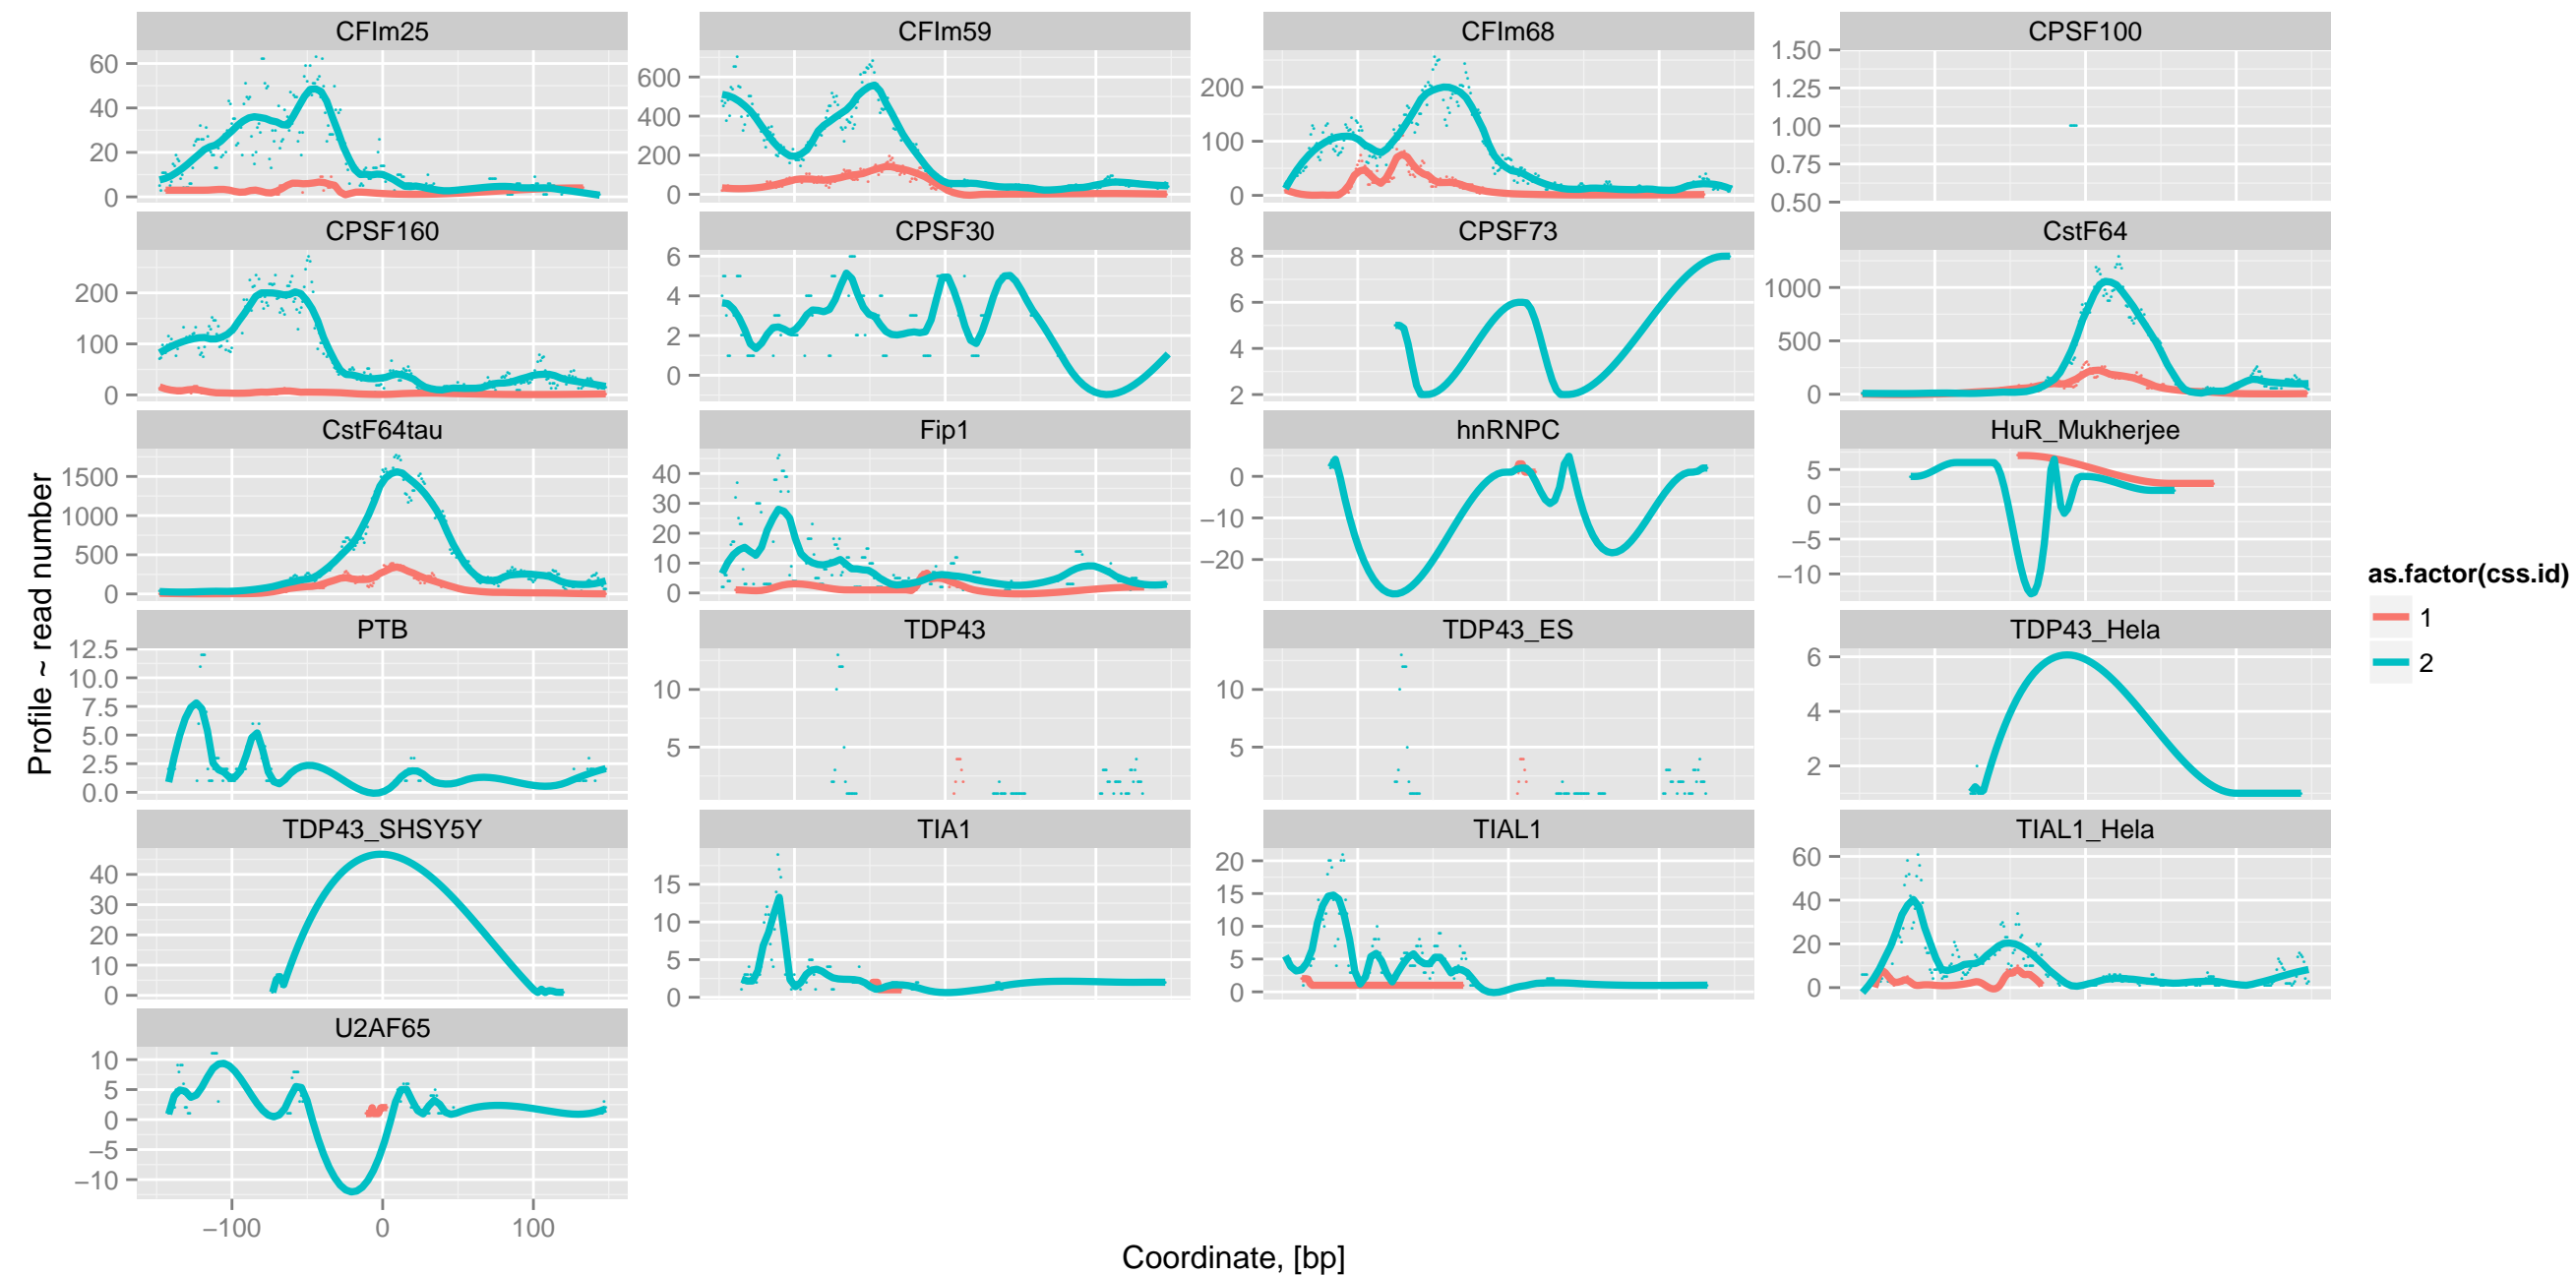 CFIm25 CFIm59 CFIm68 CPSF100
60 40 20 0
600 400 200 0
200 100 0
1.50 1.25 1.00 0.75 0.50
CPSF160 CPSF30 CPSF73 CstF64
200 100 0
6 4 2 0
8 6 4 2
1000 500 0
CstF64tau Fip1 hnRNPC HuR_Mukherjee
1500 1000 500 0
40 30 20 10 0
0 −10 −20
5 0 −5 −10
PTB TDP43 TDP43_ES TDP43_Hela
12.5 10.0 7.5 5.0 2.5 0.0
10 5
10 5
6 4 2
TDP43_SHSY5Y TIA1 TIAL1 TIAL1_Hela
40 30 20 10 0
15 10 5 0
20 15 10 5 0
60 40 20 0
U2AF65
10 5 0 −5 −10
−100 0 100
Coordinate, [bp]
Profile ~ read number
as.factor(css.id)
1
2